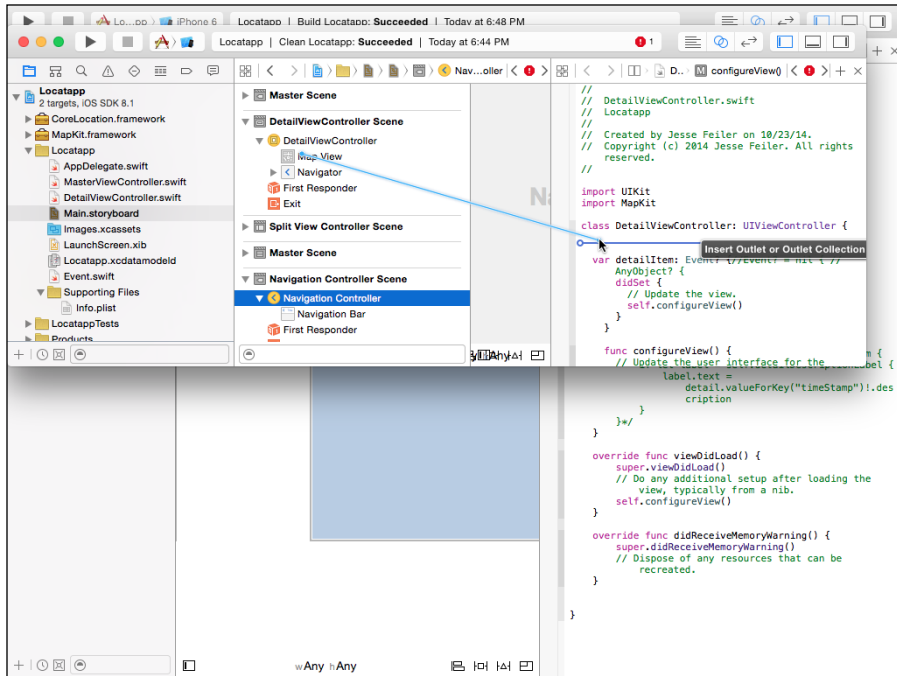 Lo...pp iPhone 6 Locatapp | Build Locatapp: Succeeded | Today at 6:48 PM
Locatapp | Clean Locatapp: Succeeded | Today at 6:44 PM 1
Nav...oller D... M configureView()
Locatapp
2 targets, iOS SDK 8.1
CoreLocation.framework
MapKit.framework
Locatapp
AppDelegate.swift
MasterViewController.swift
DetailViewController.swift
Main.storyboard
Images.xcassets
LaunchScreen.xib
Locatapp.xcdatamodeld
Event.swift
Supporting Files
Info.plist
LocatappTests
Products
Master Scene
DetailViewController Scene
DetailViewController
Map View
Navigator
First Responder
Exit
Split View Controller Scene
Master Scene
Navigation Controller Scene
Navigation Controller
Navigation Bar
First Responder
//
// DetailViewController.swift
// Locatapp
//
// Created by Jesse Feiler on 10/23/14.
// Copyright (c) 2014 Jesse Feiler. All rights
reserved.
//
import UIKit
import MapKit
class DetailViewController: UIViewController {
Insert Outlet or Outlet Collection
var detailItem: Event? {//Event? = nil { //
AnyObject? {
didSet {
// Update the view.
self.configureView()
}
}
func configureView() {
// Update the user interface for the
label.text =
detail.valueForKey("timeStamp")!.des
cription
}
}*/
}
override func viewDidLoad() {
super.viewDidLoad()
// Do any additional setup after loading the
view, typically from a nib.
self.configureView()
}
override func didReceiveMemoryWarning() {
super.didReceiveMemoryWarning()
// Dispose of any resources that can be
recreated.
}
}
wAny hAny